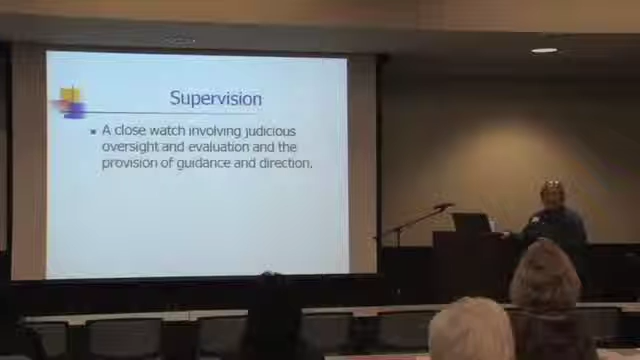 Supervision
A close watch involving judicious
oversight and evaluation and the
provision of guidance and direction.